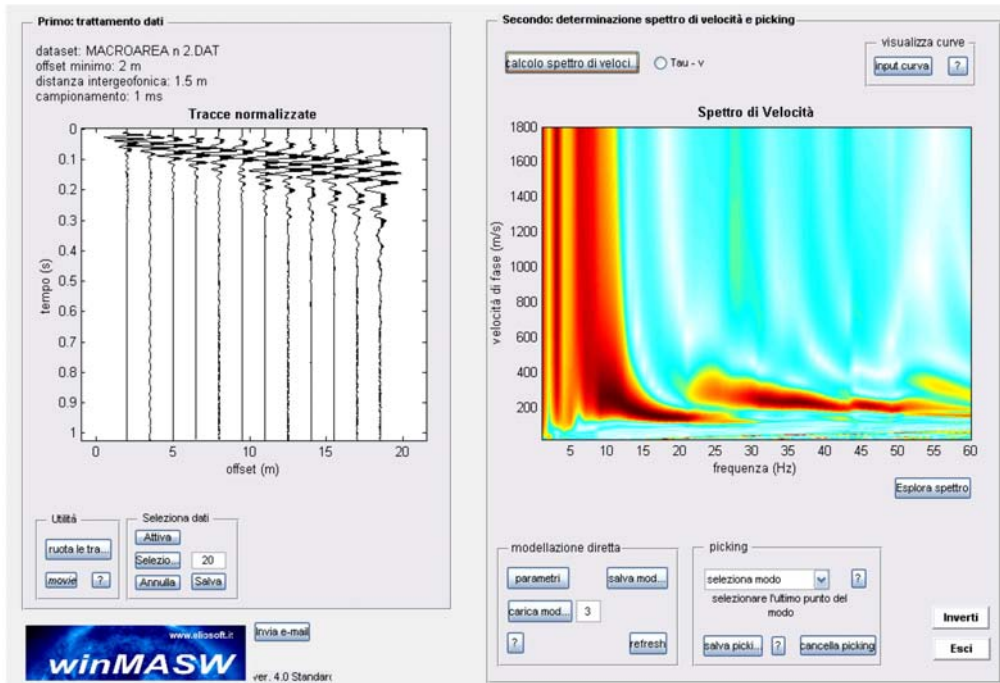 Primo: trattamento dati
dataset: MACROAREA n 2.DAT
offset minimo: 2 m
distanza intergeofonica: 1.5 m
campionamento: 1 ms
Tracce normalizzate
0
0.1
0.2
0.3
0.4
0.5
0.6
0.7
0.8
0.9
1
tempo (s)
0 5 10 15 20
offset (m)
Utilità
ruota le tra...
movie ?
Seleziona dati
Attiva
Selezio... 20
Annulla Salva
www.eliosoft.it
winMASW
Invia e-mail
ver. 4.0 Standar
Secondo: determinazione spettro di velocità e picking
calcolo spettro di veloci... Tau - v
visualizza curve
input curva ?
Spettro di Velocità
1800
1600
1400
1200
1000
800
600
400
200
velocità di fase (m/s)
5 10 15 20 25 30 35 40 45 50 55 60
frequenza (Hz)
Esplora spettro
modellazione diretta
parametri salva mod...
carica mod... 3
? refresh
picking
seleziona modo ?
selezionare l'ultimo punto del
modo
salva picki... ? cancella picking
Inverti
Esci